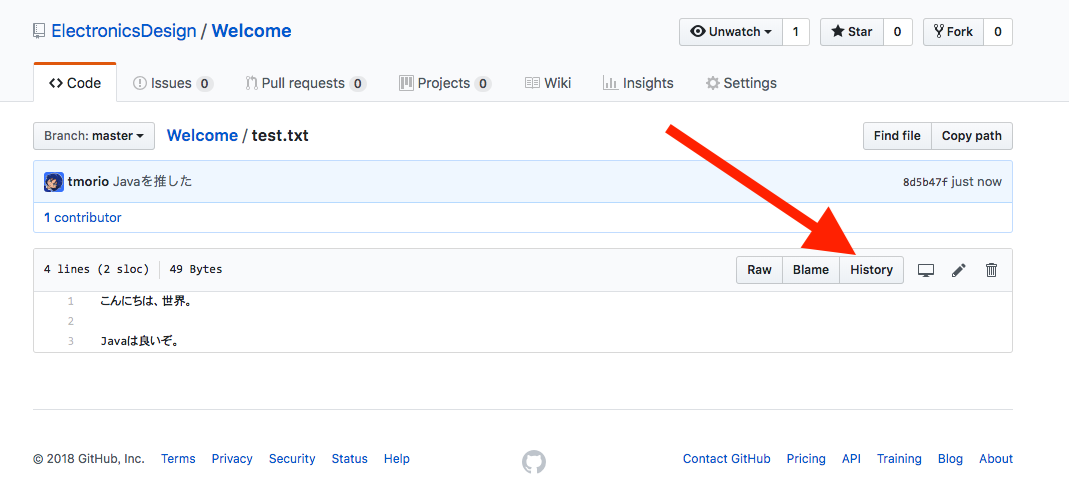 ElectronicsDesign / Welcome
Unwatch 1 Star 0 Fork 0
Code Issues 0 Pull requests 0 Projects 0 Wiki Insights Settings
Branch: master Welcome / test.txt Find file Copy path
tmorio Javaを推した 8d5b47f just now
1 contributor
4 lines (2 sloc) 49 Bytes Raw Blame History
1 こんにちは、世界。
2
3 Javaは良いぞ。
© 2018 GitHub, Inc. Terms Privacy Security Status Help Contact GitHub Pricing API Training Blog About